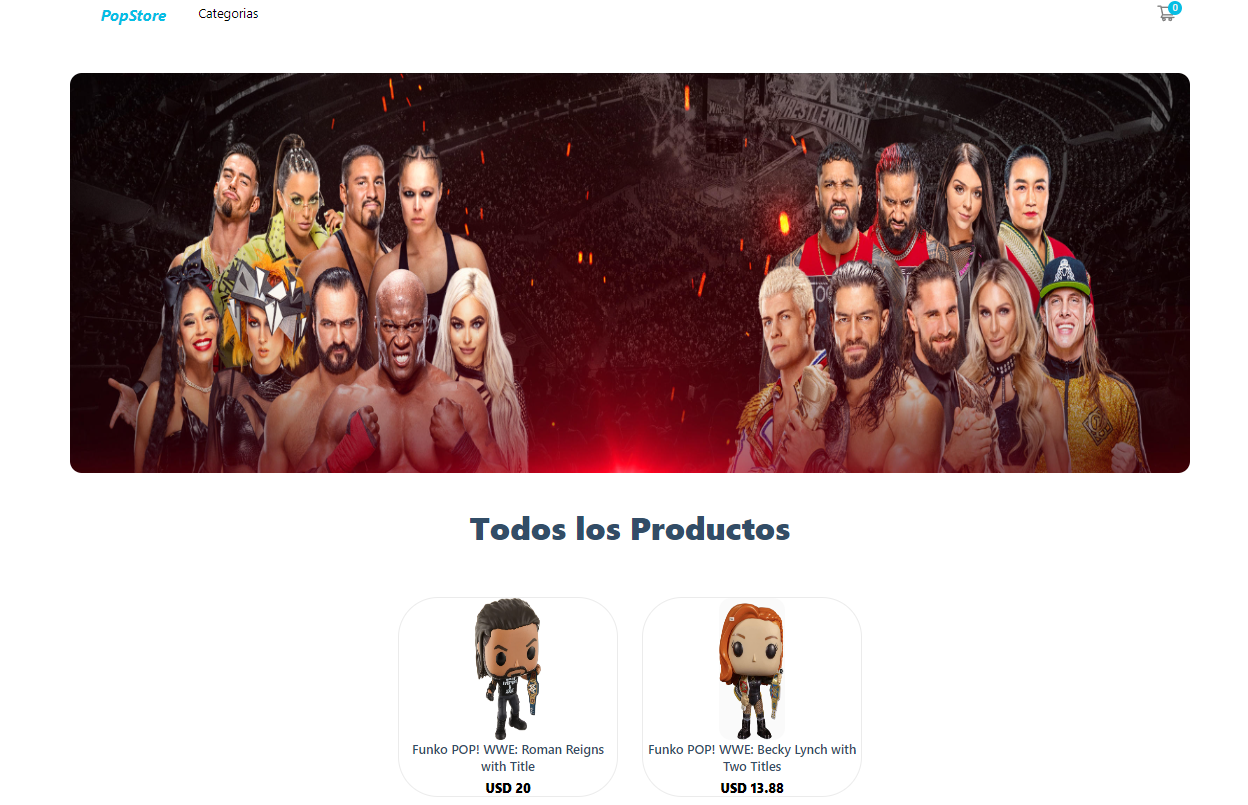 PopStore
Categorias
0
WRESTLEMANIA
Todos los Productos
Funko POP! WWE: Roman Reigns
with Title
USD 20
Funko POP! WWE: Becky Lynch with
Two Titles
USD 13.88